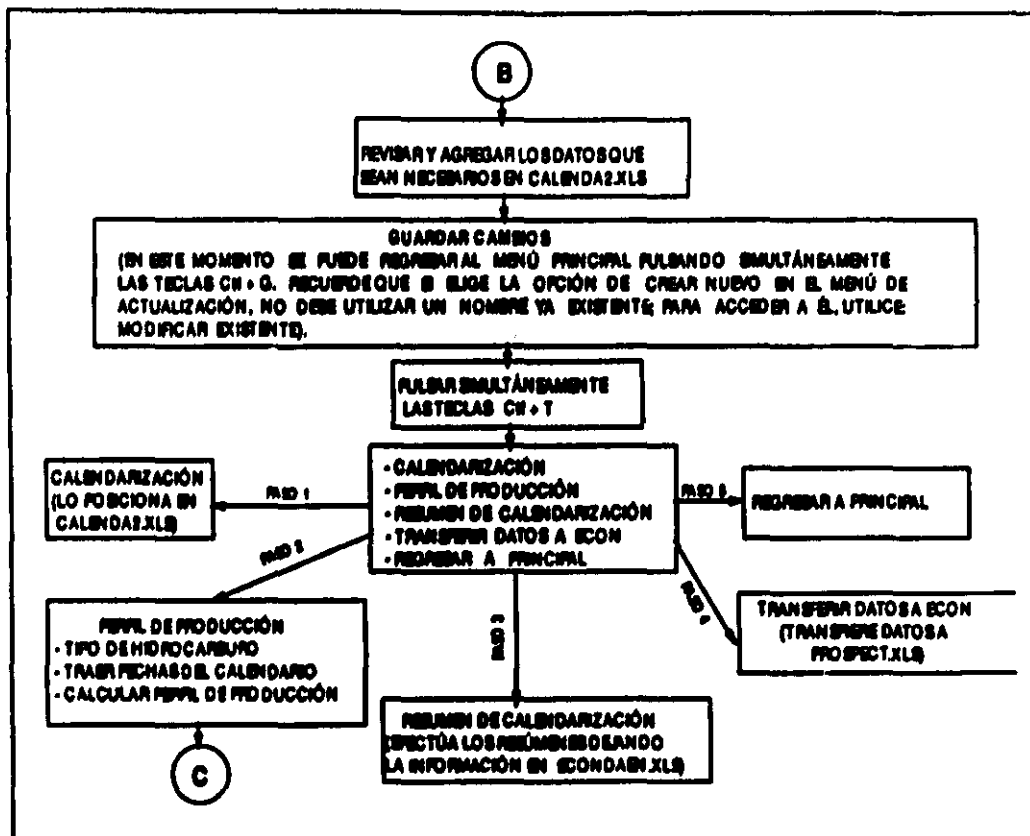 B
REVISAR Y AGREGAR LOS DATOS QUE
SEAN NECESARIOS EN CALENDA2.XLS
GUARDAR CAMBIOS
(EN ESTE MOMENTO SE PUEDE REGRESAR AL MENÚ PRINCIPAL PULSANDO SIMULTÁNEAMENTE
LAS TECLAS Ctrl + G. RECUERDE QUE SI ELIGE LA OPCIÓN DE CREAR NUEVO EN EL MENÚ DE
ACTUALIZACIÓN, NO DEBE UTILIZAR UN NOMBRE YA EXISTENTE; PARA ACCEDER A ÉL, UTILICE
MODIFICAR EXISTENTE).
PULSAR SIMULTÁNEAMENTE
LAS TECLAS Ctrl + T
- CALENDARIZACIÓN
- PERFIL DE PRODUCCIÓN
- RESUMEN DE CALENDARIZACIÓN
- TRANSFERIR DATOS A ECON
- REGRESAR A PRINCIPAL
PASO 1
CALENDARIZACIÓN
(LO POSICIONA EN
CALENDA2.XLS)
PASO 5
REGRESAR A PRINCIPAL
PASO 2
PERFIL DE PRODUCCIÓN
- TIPO DE HIDROCARBURO
- TRAER FECHAS DEL CALENDARIO
- CALCULAR PERFIL DE PRODUCCIÓN
C
PASO 3
RESUMEN DE CALENDARIZACIÓN
(EFECTÚA LOS RESÚMENES DEJANDO
LA INFORMACIÓN EN ECONDAEN.XLS)
PASO 4
TRANSFERIR DATOS A ECON
(TRANSFIERE DATOS A
PROSPECT.XLS)